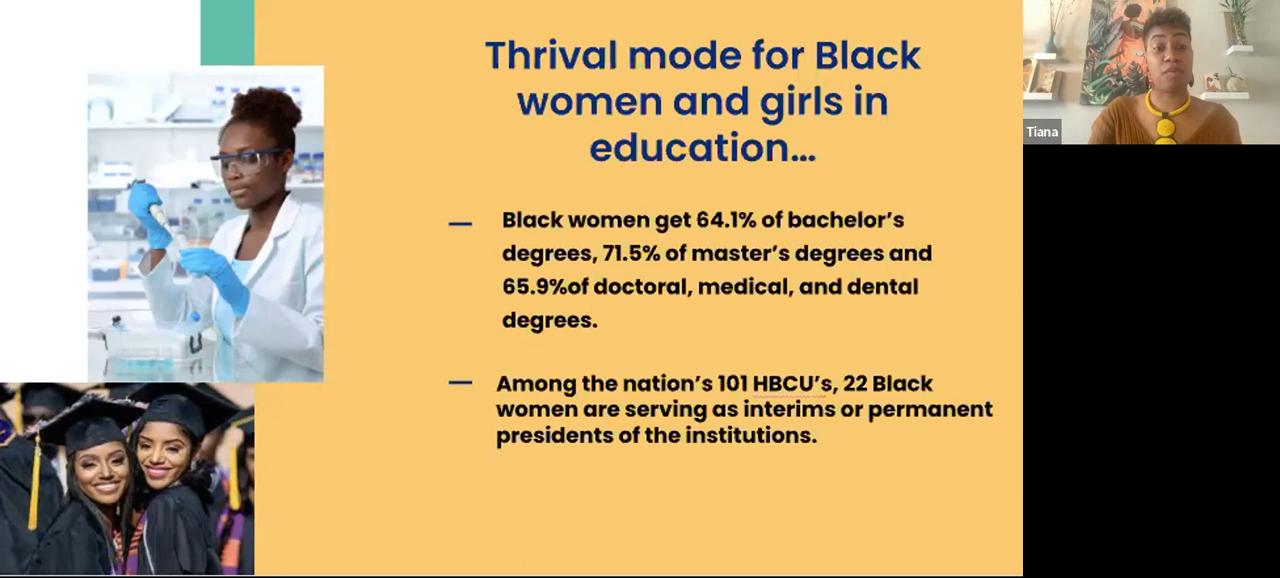 Thrival mode for Black
women and girls in
education...
— Black women get 64.1% of bachelor's
degrees, 71.5% of master's degrees and
65.9%of doctoral, medical, and dental
degrees.
— Among the nation's 101 HBCU's, 22 Black
women are serving as interims or permanent
presidents of the institutions.
Tiana